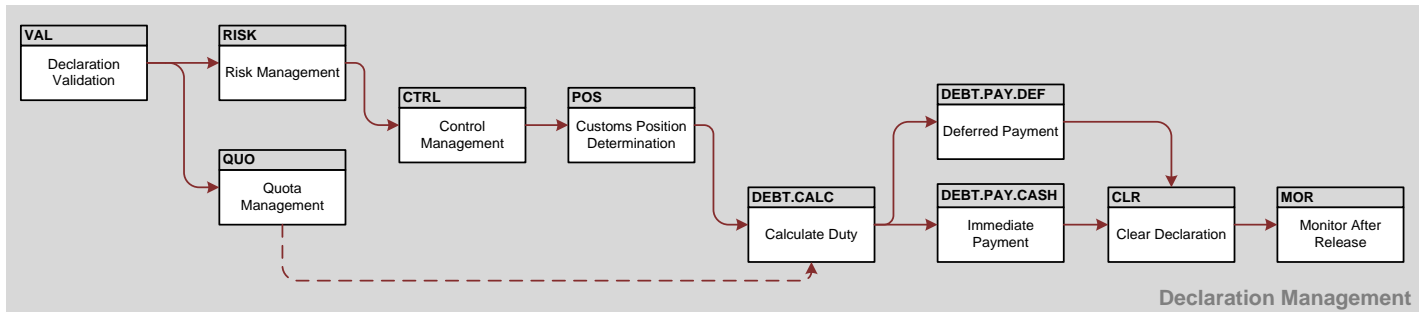 VAL
Declaration
Validation
RISK
Risk Management
QUO
Quota
Management
CTRL
Control
Management
POS
Customs Position
Determination
DEBT.CALC
Calculate Duty
DEBT.PAY.DEF
Deferred Payment
DEBT.PAY.CASH
Immediate
Payment
CLR
Clear Declaration
MOR
Monitor After
Release
Declaration Management